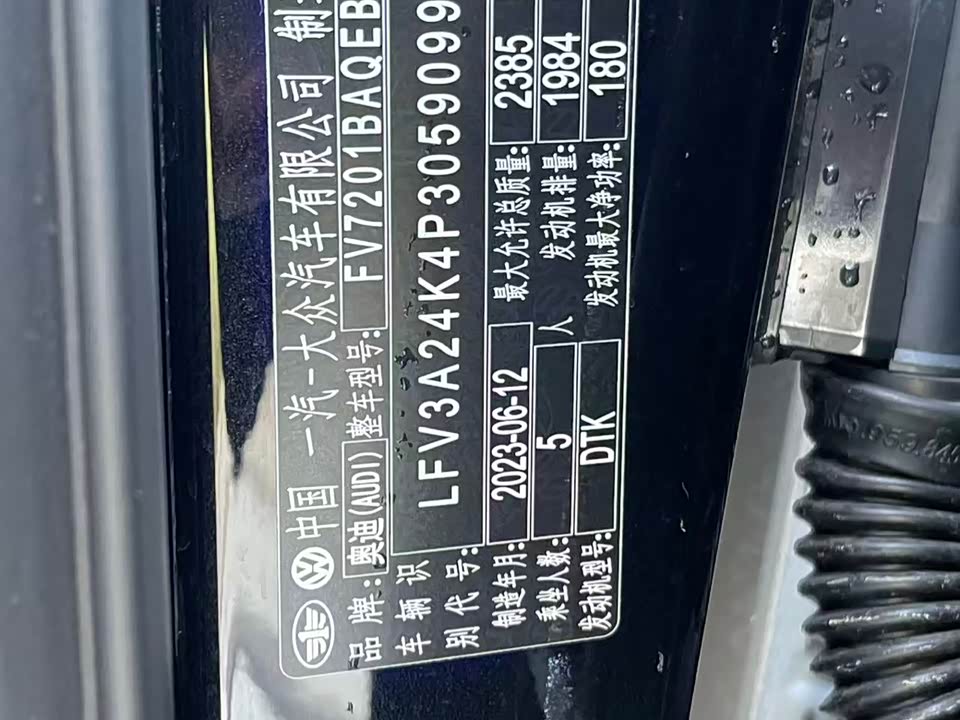 中国 一汽-大众汽车有限公司 制
品牌: 奥迪(AUDI) 整车型号: FV7201BAQEB
车辆识别代号: LFV3A24K4P3059099
制造年月: 2023-06-12 最大允许总质量: 2385
乘坐人数: 5 人 发动机排量: 1984
发动机型号: DTK 发动机最大净功率: 180